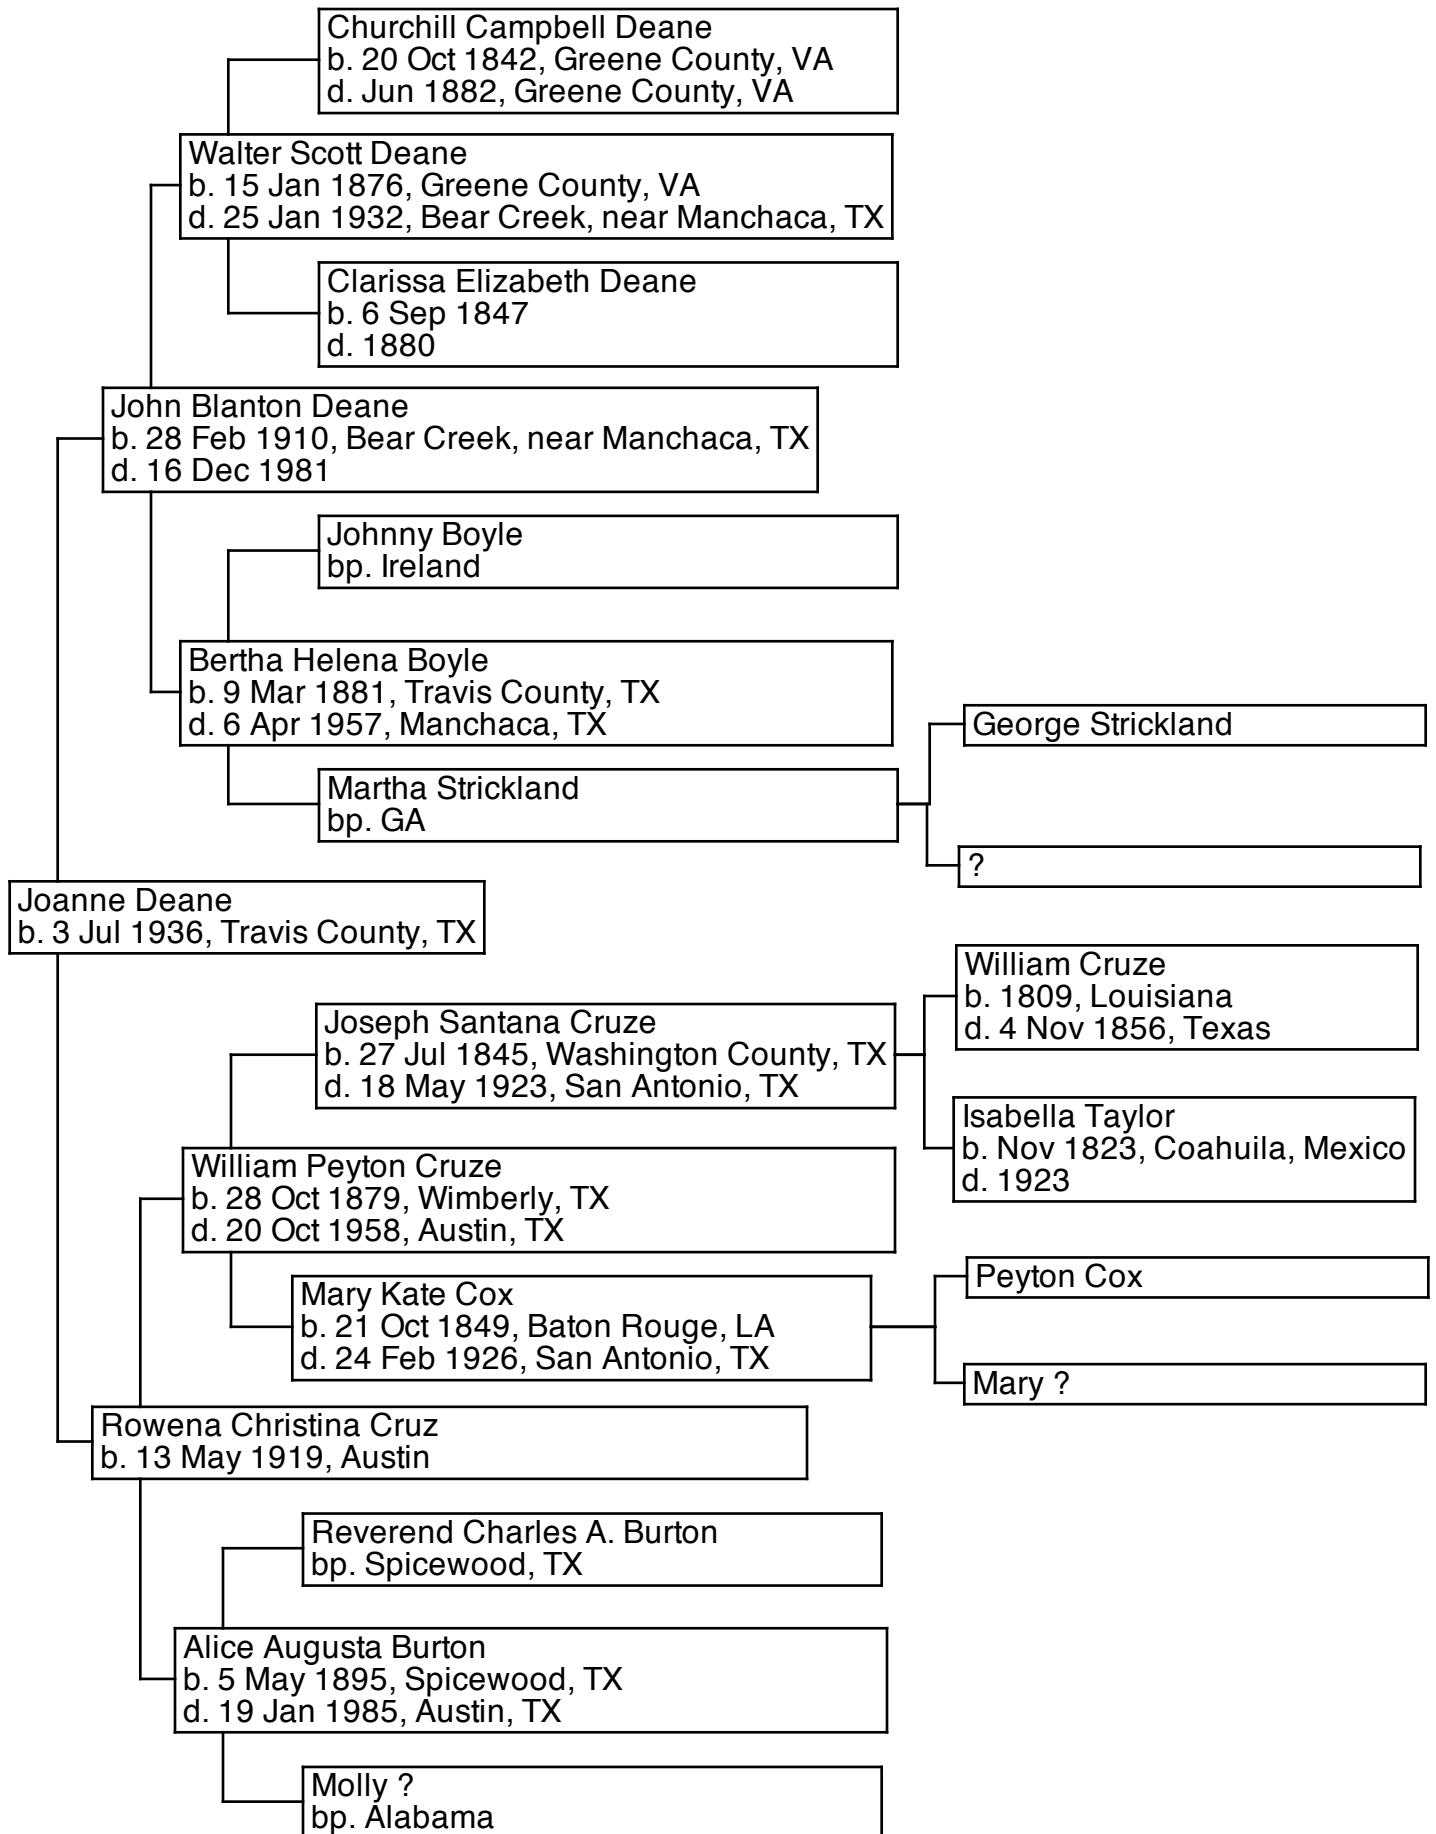 Churchill Campbell Deane
b. 20 Oct 1842, Greene County, VA
d. Jun 1882, Greene County, VA
Walter Scott Deane
b. 15 Jan 1876, Greene County, VA
d. 25 Jan 1932, Bear Creek, near Manchaca, TX
Clarissa Elizabeth Deane
b. 6 Sep 1847
d. 1880
John Blanton Deane
b. 28 Feb 1910, Bear Creek, near Manchaca, TX
d. 16 Dec 1981
Johnny Boyle
bp. Ireland
Bertha Helena Boyle
b. 9 Mar 1881, Travis County, TX
d. 6 Apr 1957, Manchaca, TX
George Strickland
Martha Strickland
bp. GA
?
Joanne Deane
b. 3 Jul 1936, Travis County, TX
William Cruze
b. 1809, Louisiana
d. 4 Nov 1856, Texas
Joseph Santana Cruze
b. 27 Jul 1845, Washington County, TX
d. 18 May 1923, San Antonio, TX
Isabella Taylor
b. Nov 1823, Coahuila, Mexico
d. 1923
William Peyton Cruze
b. 28 Oct 1879, Wimberly, TX
d. 20 Oct 1958, Austin, TX
Peyton Cox
Mary Kate Cox
b. 21 Oct 1849, Baton Rouge, LA
d. 24 Feb 1926, San Antonio, TX
Mary ?
Rowena Christina Cruz
b. 13 May 1919, Austin
Reverend Charles A. Burton
bp. Spicewood, TX
Alice Augusta Burton
b. 5 May 1895, Spicewood, TX
d. 19 Jan 1985, Austin, TX
Molly ?
bp. Alabama